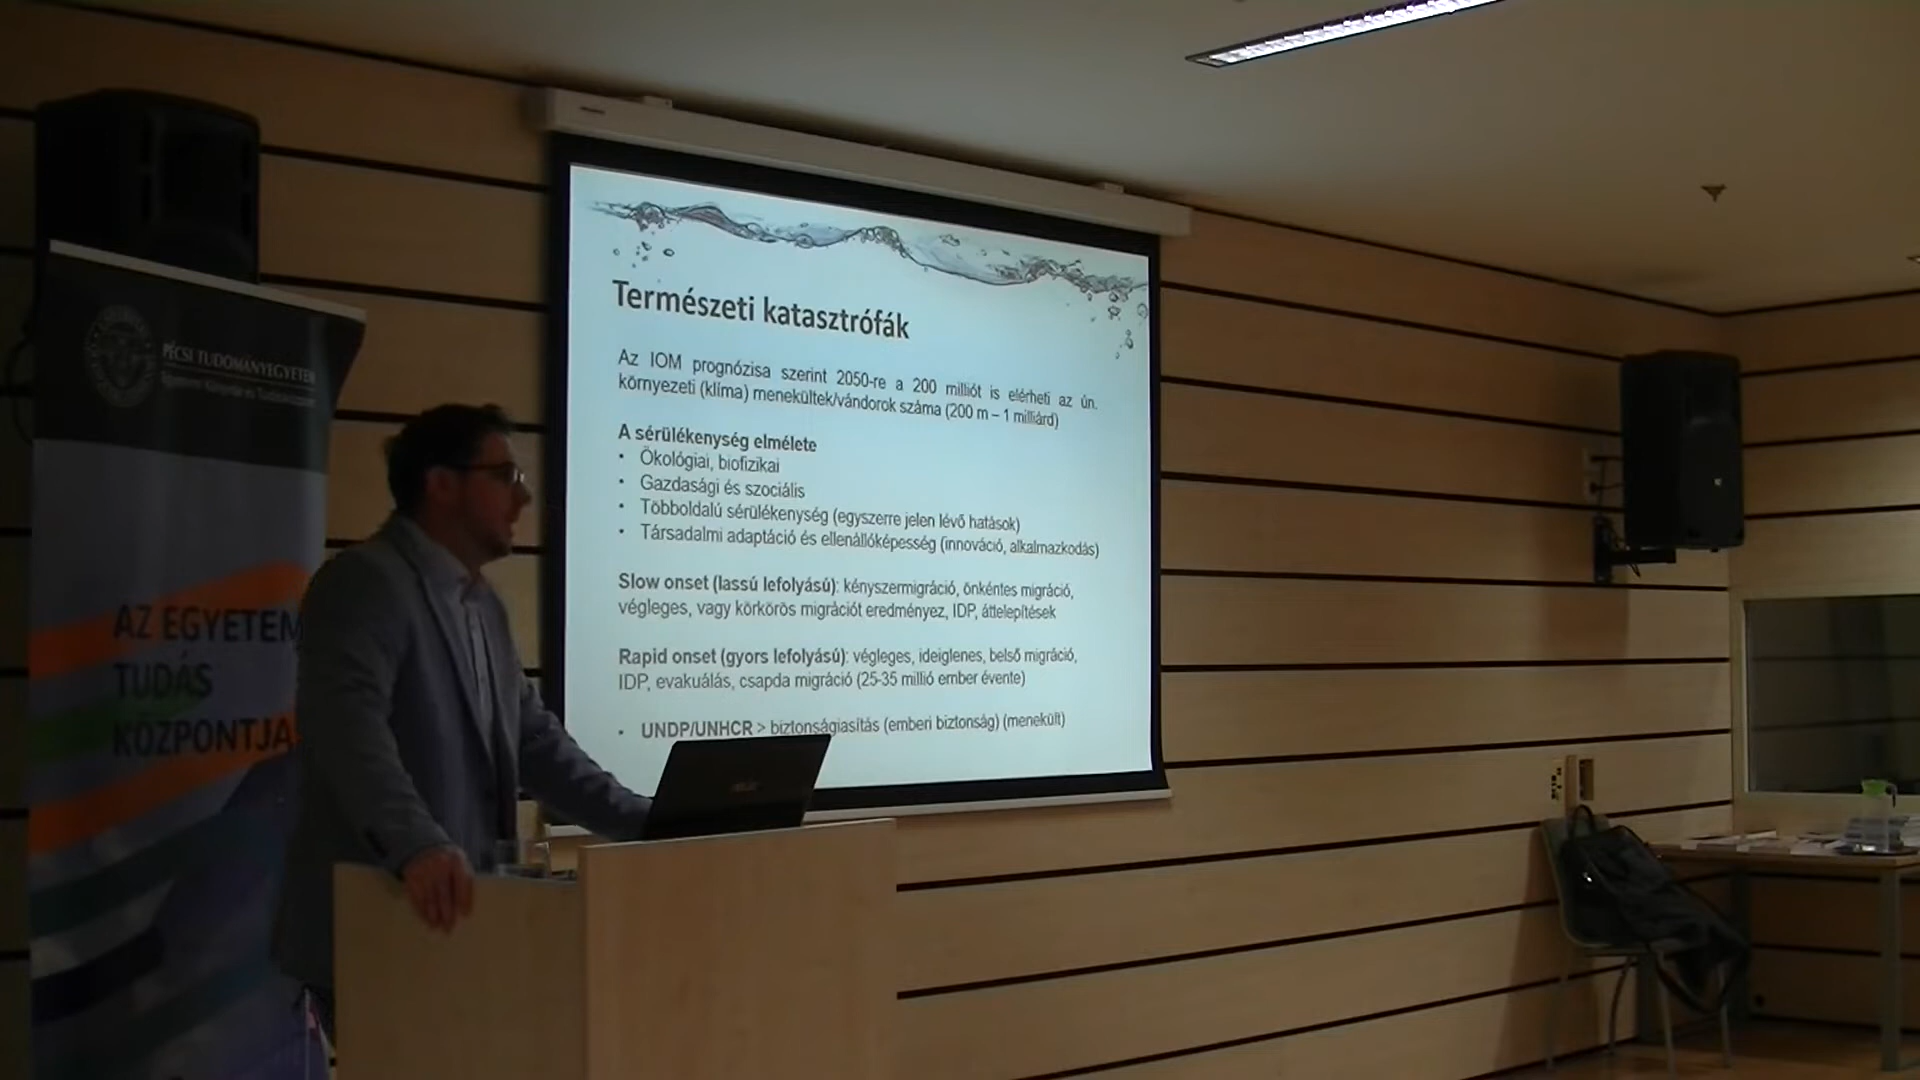 PÉCSI TUDOMÁNYEGYETEM
AZ EGYETEM
TUDÁS
KÖZPONTJA
Természeti katasztrófák
Az IOM prognózisa szerint 2050-re a 200 milliót is elérheti az ún.
környezeti (klíma) menekültek/vándorok száma (200 m – 1 milliárd)
A sérülékenység elmélete
• Ökológiai, biofizikai
• Gazdasági és szociális
• Többoldalú sérülékenység (egyszerre jelen lévő hatások)
• Társadalmi adaptáció és ellenállóképesség (innováció, alkalmazkodás)
Slow onset (lassú lefolyású): kényszermigráció, önkéntes migráció,
végleges, vagy körkörös migrációt eredményez, IDP, áttelepítések
Rapid onset (gyors lefolyású): végleges, ideiglenes, belső migráció,
IDP, evakuálás, csapda migráció (25-35 millió ember évente)
• UNDP/UNHCR > biztonságiasítás (emberi biztonság) (menekült)